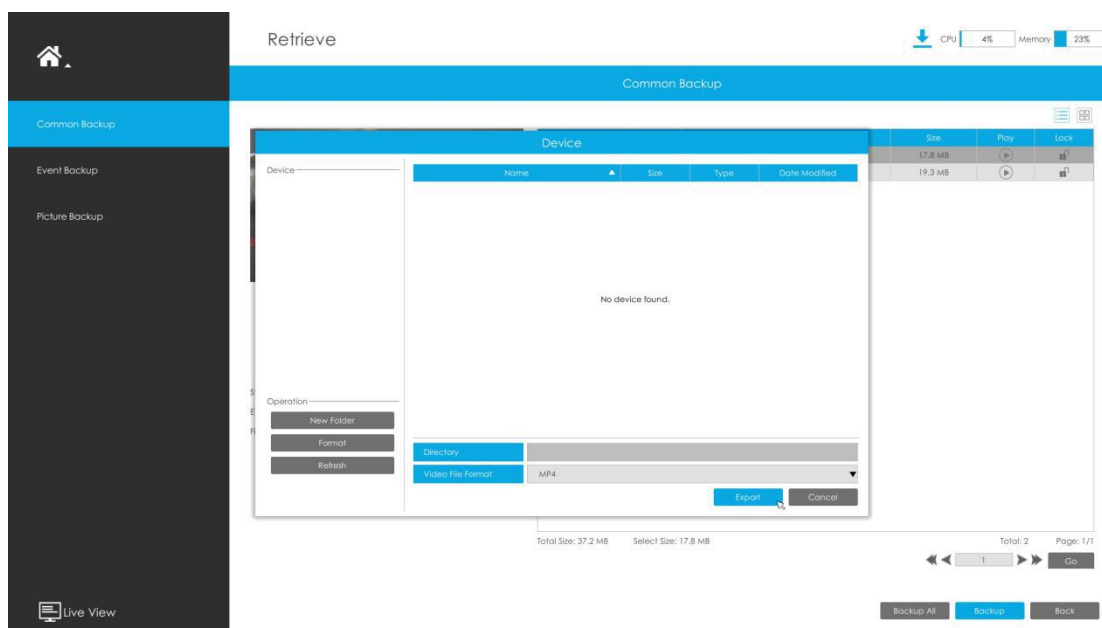 Retrieve
CPU 4% Memory 23%
Common Backup
Common Backup
Event Backup
Picture Backup
Live View
Size Play Lock
17.8 MB
19.3 MB
Device
Device
Name Size Type Date Modified
No device found.
Operation
New Folder
Format
Refresh
Directory
Video File Format MP4
Export Cancel
Total Size: 37.2 MB Select Size: 17.8 MB Total: 2 Page: 1/1
1 Go
Backup All Backup Back